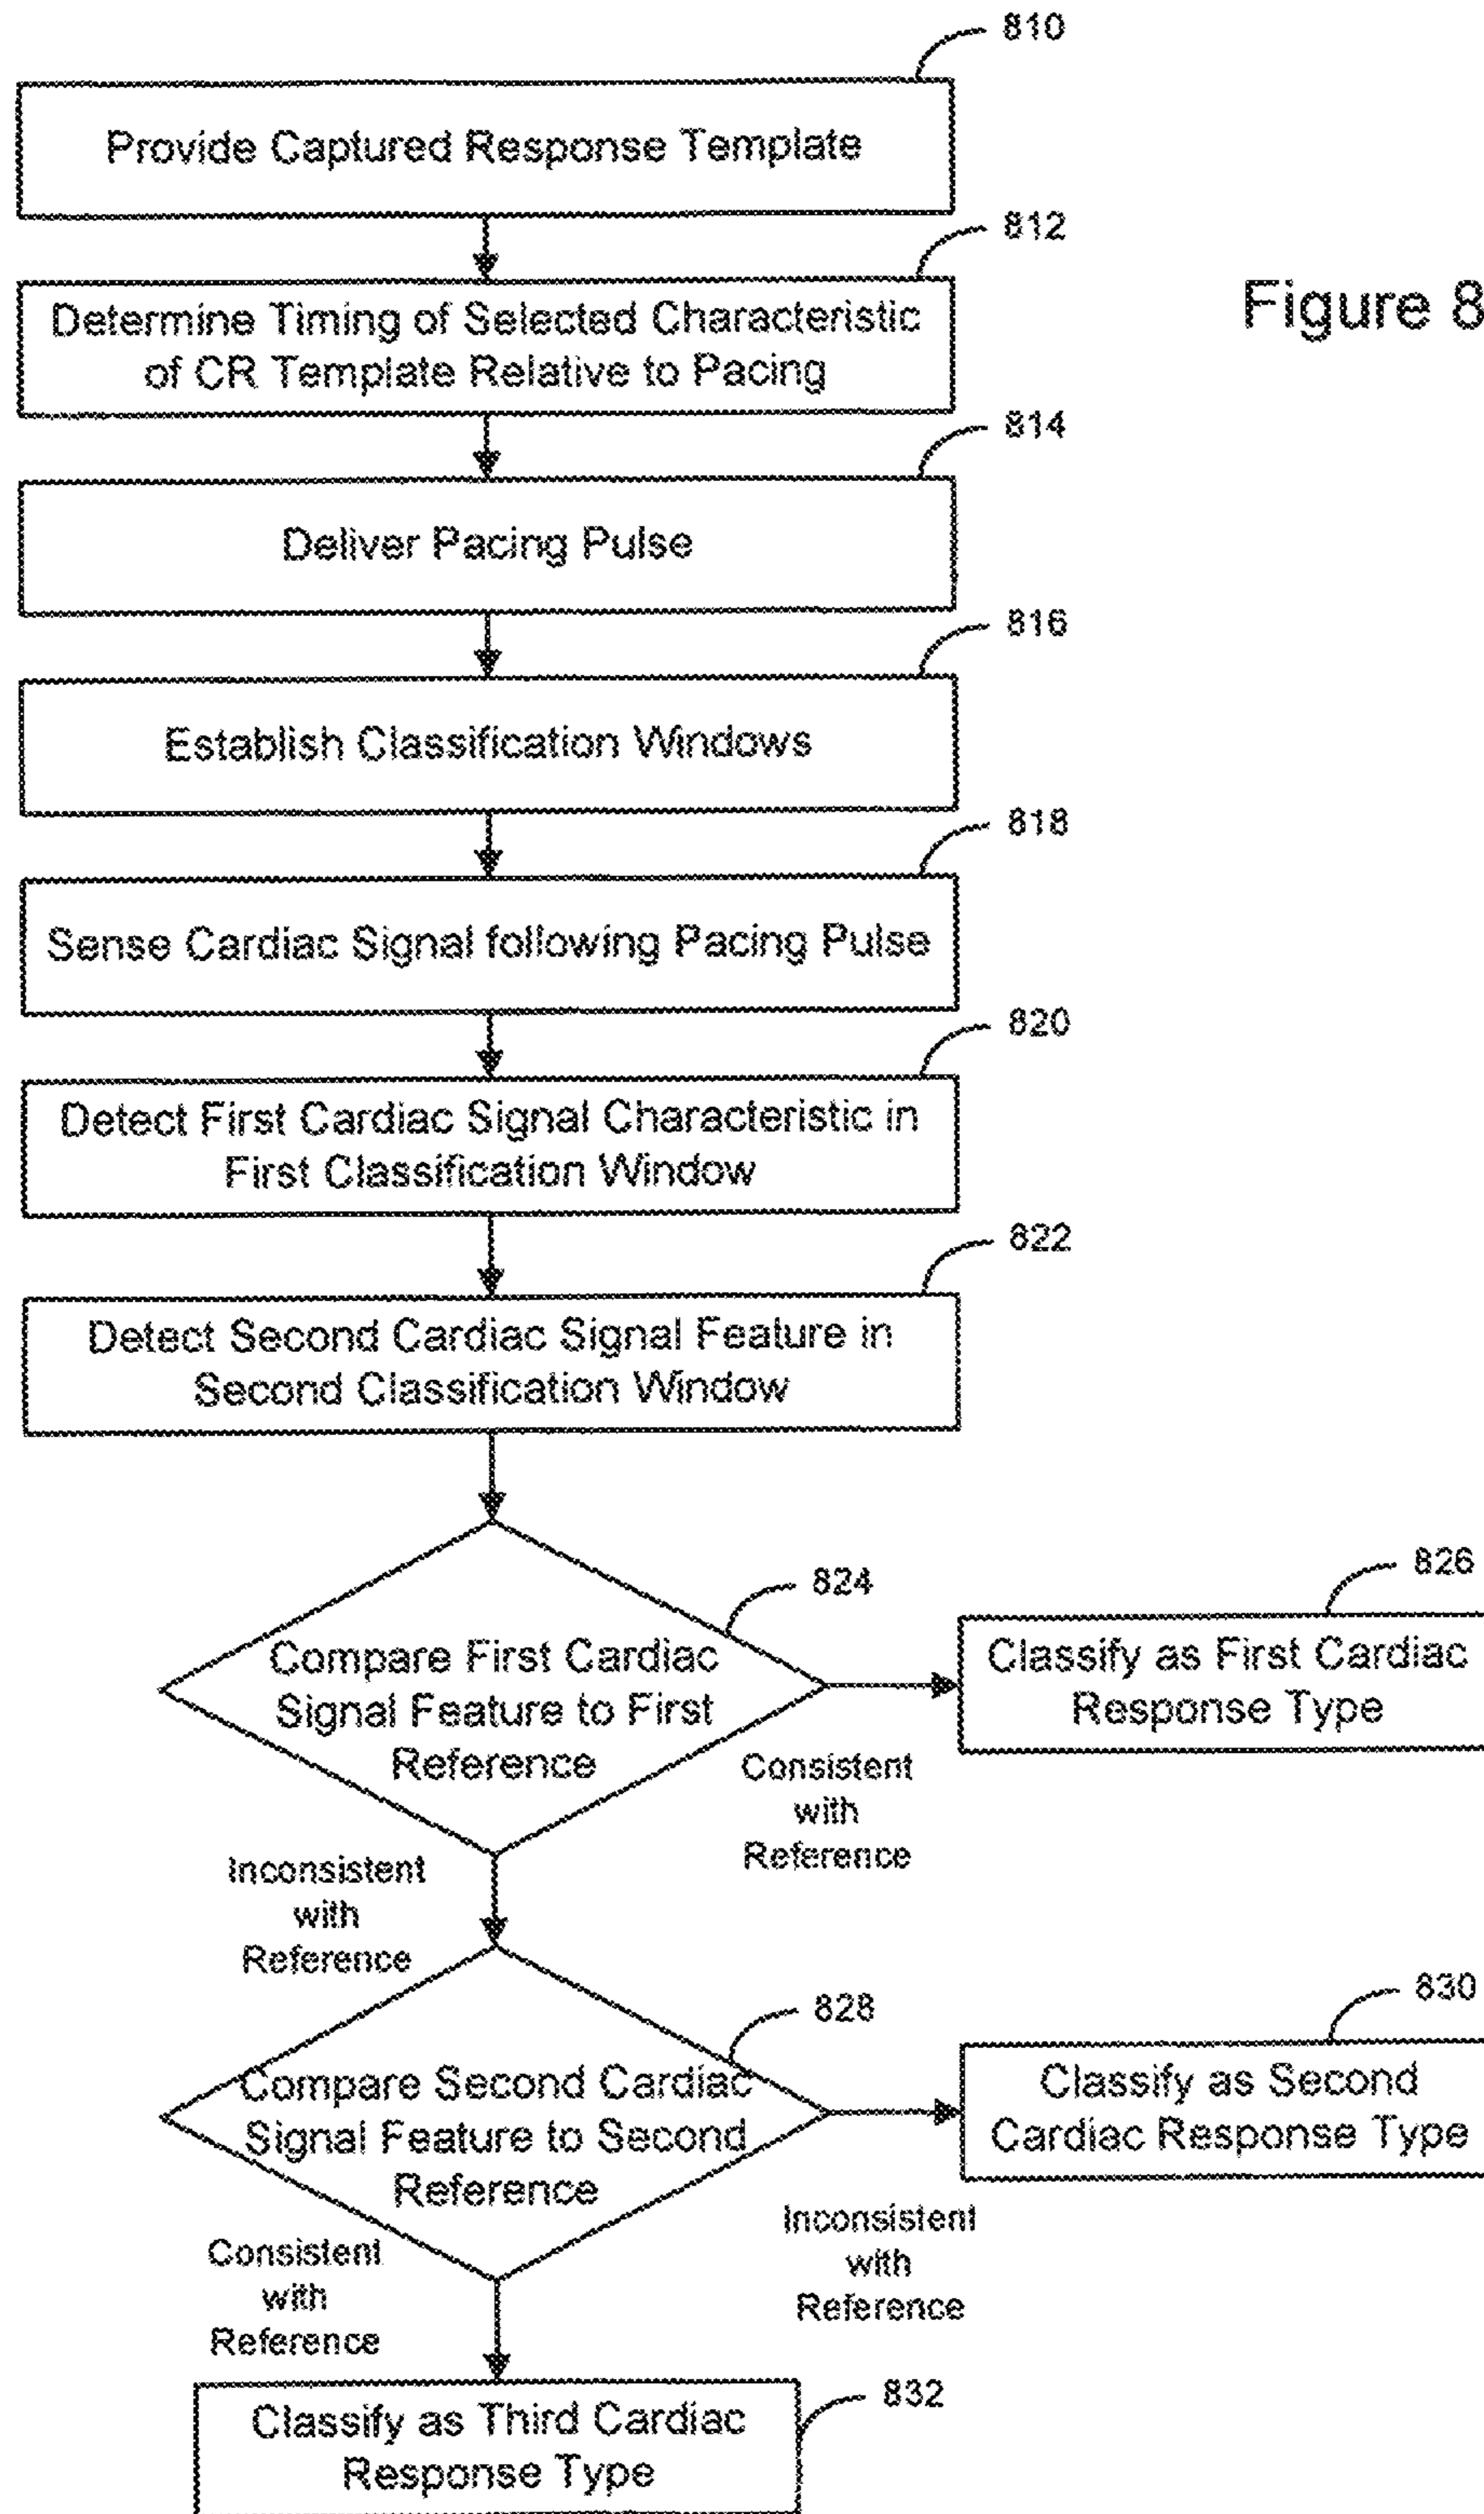 810
Provide Captured Response Template
812
Determine Timing of Selected Characteristic
of CR Template Relative to Pacing
Figure 8
814
Deliver Pacing Pulse
816
Establish Classification Windows
818
Sense Cardiac Signal following Pacing Pulse
820
Detect First Cardiac Signal Characteristic in
First Classification Window
822
Detect Second Cardiac Signal Feature in
Second Classification Window
824
Compare First Cardiac
Signal Feature to First
Reference
826
Classify as First Cardiac
Response Type
Consistent
with
Reference
Inconsistent
with
Reference
828
Compare Second Cardiac
Signal Feature to Second
Reference
830
Classify as Second
Cardiac Response Type
Inconsistent
with
Reference
Consistent
with
Reference
832
Classify as Third Cardiac
Response Type